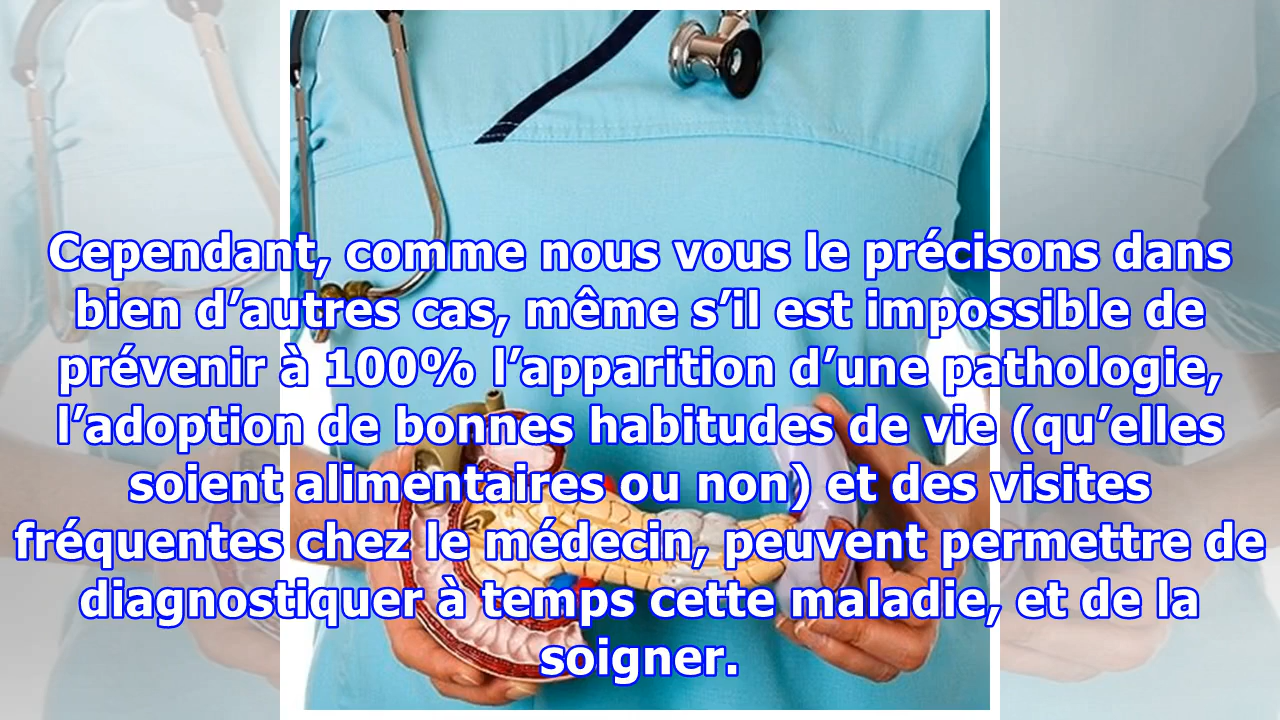 Cependant, comme nous vous le précisons dans
bien d’autres cas, même s’il est impossible de
prévenir à 100% l’apparition d’une pathologie,
l’adoption de bonnes habitudes de vie (qu’elles
soient alimentaires ou non) et des visites
fréquentes chez le médecin, peuvent permettre de
diagnostiquer à temps cette maladie, et de la
soigner.